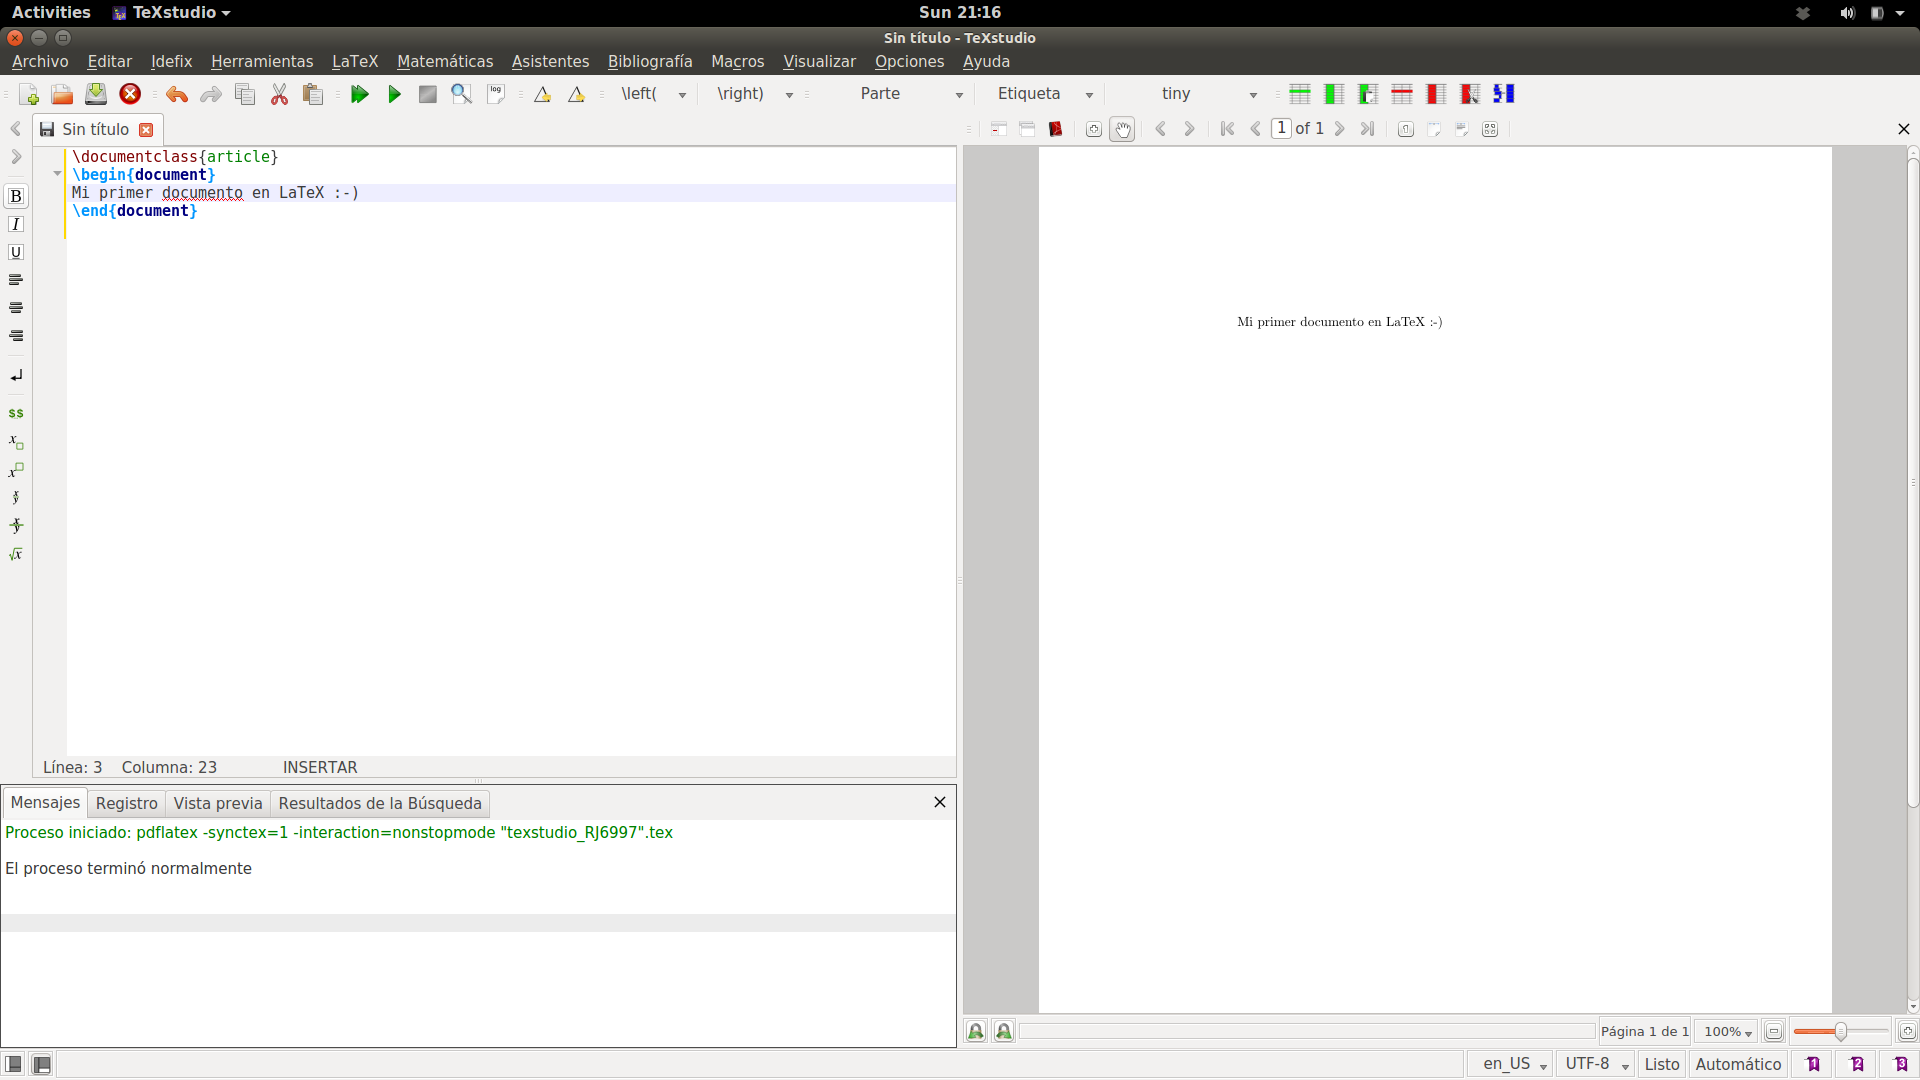 Activities TeXstudio Sun 21:16
Sin título - TeXstudio
Archivo Editar Idefix Herramientas LaTeX Matemáticas Asistentes Bibliografía Macros Visualizar Opciones Ayuda
log \left( \right) Parte Etiqueta tiny
Sin título 1 of 1
\documentclass{article}
\begin{document}
Mi primer documento en LaTeX :-)
\end{document}
Mi primer documento en LaTeX :-)
Línea: 3 Columna: 23 INSERTAR
Mensajes Registro Vista previa Resultados de la Búsqueda
Proceso iniciado: pdflatex -synctex=1 -interaction=nonstopmode "texstudio_RJ6997".tex
El proceso terminó normalmente
Página 1 de 1 100%
en_US UTF-8 Listo Automático 1 2 3